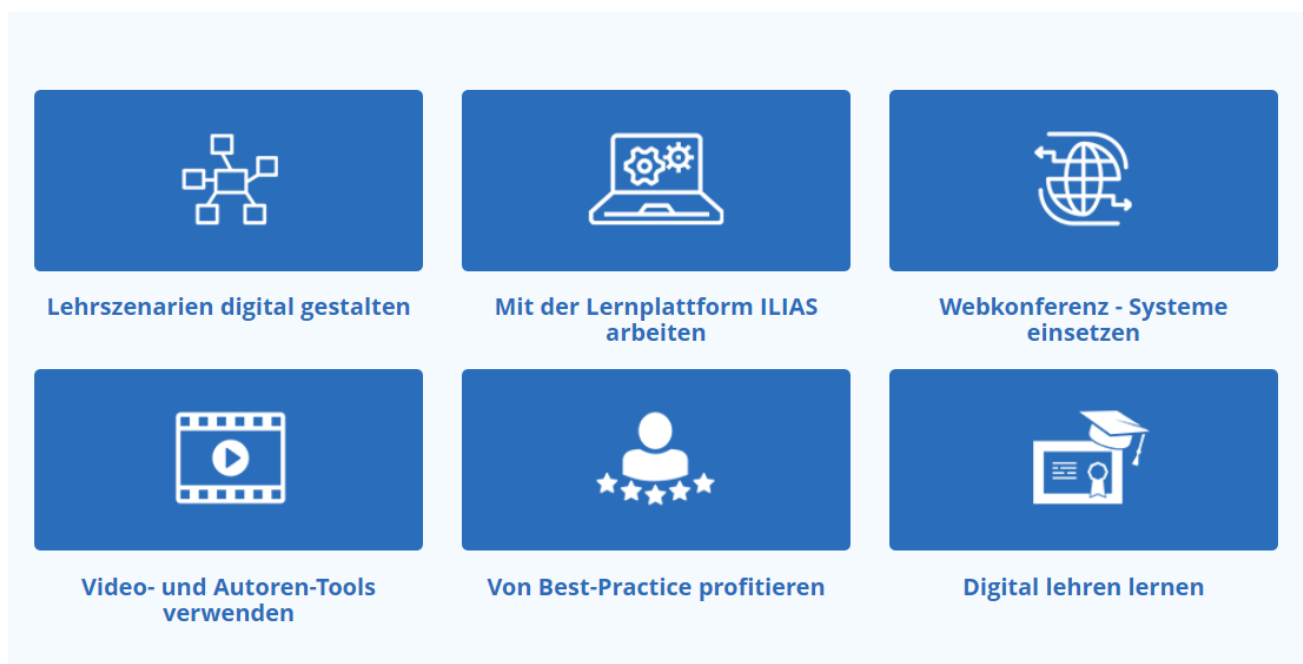 Lehrszenarien digital gestalten
Mit der Lernplattform ILIAS
arbeiten
Webkonferenz - Systeme
einsetzen
Video- und Autoren-Tools
verwenden
Von Best-Practice profitieren
Digital lehren lernen